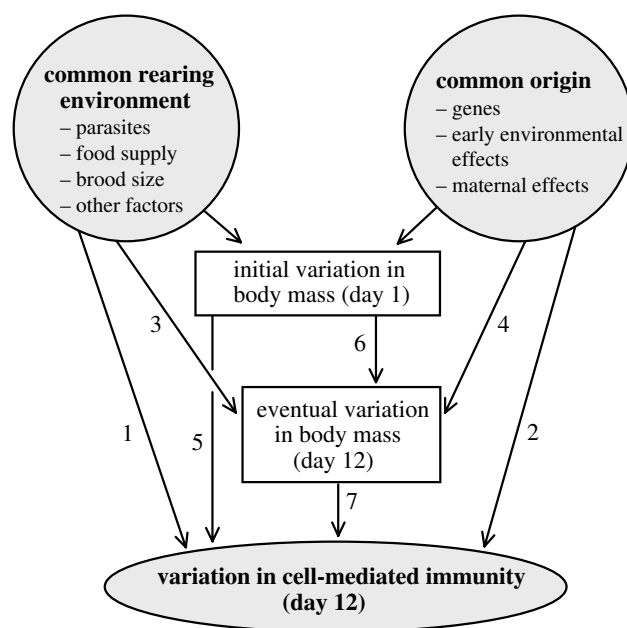 common rearing
environment
– parasites
– food supply
– brood size
– other factors
common origin
– genes
– early environmental
effects
– maternal effects
initial variation in
body mass (day 1)
3
6
4
eventual variation
in body mass
(day 12)
1
5
2
7
variation in cell-mediated immunity
(day 12)